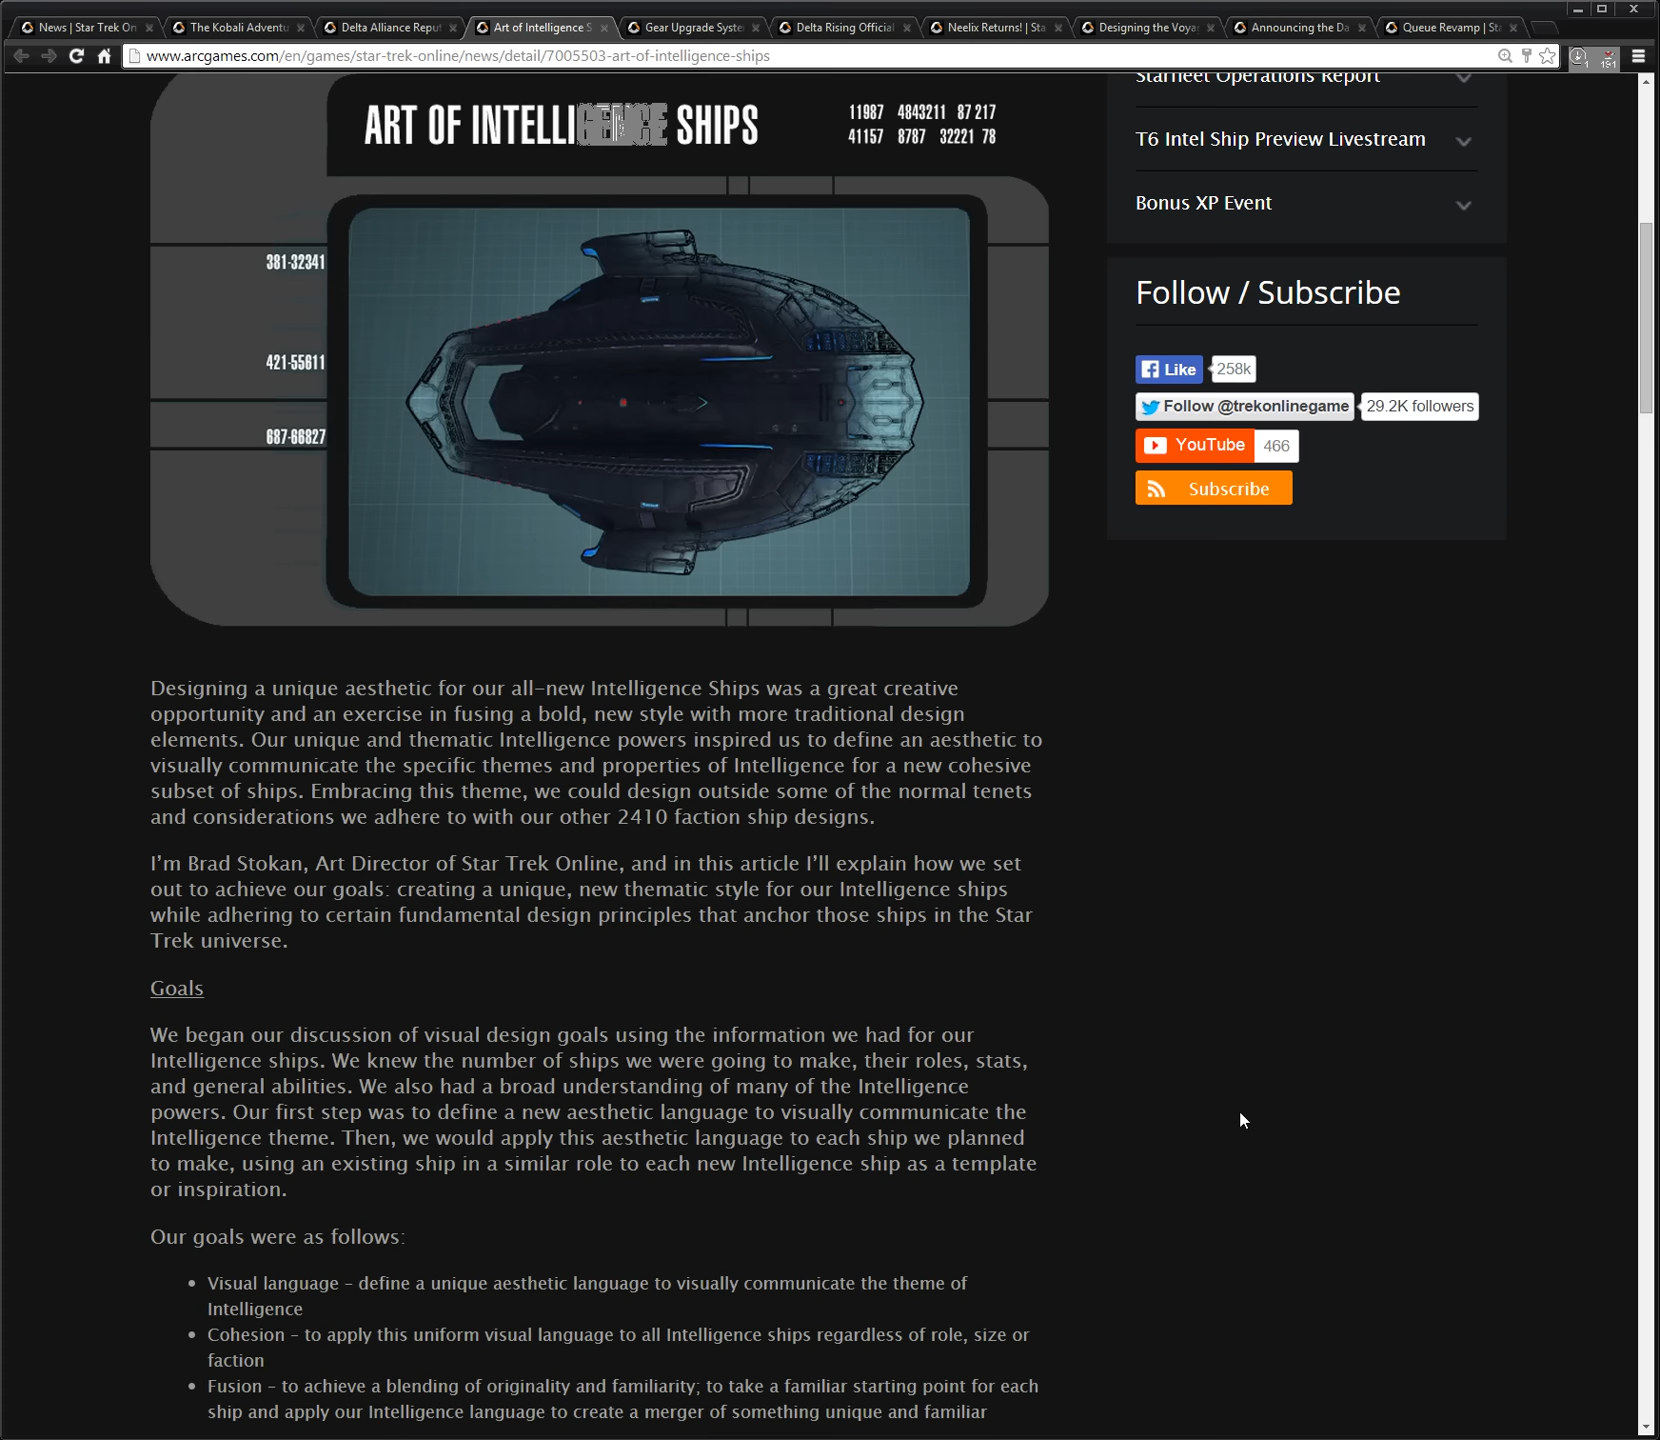 News | Star Trek On
The Kobali Adventu
Delta Alliance Reput
Art of Intelligence S
Gear Upgrade Syste
Delta Rising Official
Neelix Returns! | Sta
Designing the Voya
Announcing the Da
Queue Revamp | Sta
www.arcgames.com/en/games/star-trek-online/news/detail/7005503-art-of-intelligence-ships
1
191
ART OF INTELLI SHIPS
11987 4843211 87 217
41157 8787 32221 78
381-32341
421-55611
687-66827
Starfleet Operations Report
T6 Intel Ship Preview Livestream
Bonus XP Event
Follow / Subscribe
Like 258k
Follow @trekonlinegame 29.2K followers
YouTube 466
Subscribe
Designing a unique aesthetic for our all-new Intelligence Ships was a great creative
opportunity and an exercise in fusing a bold, new style with more traditional design
elements. Our unique and thematic Intelligence powers inspired us to define an aesthetic to
visually communicate the specific themes and properties of Intelligence for a new cohesive
subset of ships. Embracing this theme, we could design outside some of the normal tenets
and considerations we adhere to with our other 2410 faction ship designs.
I’m Brad Stokan, Art Director of Star Trek Online, and in this article I’ll explain how we set
out to achieve our goals: creating a unique, new thematic style for our Intelligence ships
while adhering to certain fundamental design principles that anchor those ships in the Star
Trek universe.
Goals
We began our discussion of visual design goals using the information we had for our
Intelligence ships. We knew the number of ships we were going to make, their roles, stats,
and general abilities. We also had a broad understanding of many of the Intelligence
powers. Our first step was to define a new aesthetic language to visually communicate the
Intelligence theme. Then, we would apply this aesthetic language to each ship we planned
to make, using an existing ship in a similar role to each new Intelligence ship as a template
or inspiration.
Our goals were as follows:
• Visual language – define a unique aesthetic language to visually communicate the theme of
Intelligence
• Cohesion – to apply this uniform visual language to all Intelligence ships regardless of role, size or
faction
• Fusion – to achieve a blending of originality and familiarity; to take a familiar starting point for each
ship and apply our Intelligence language to create a merger of something unique and familiar